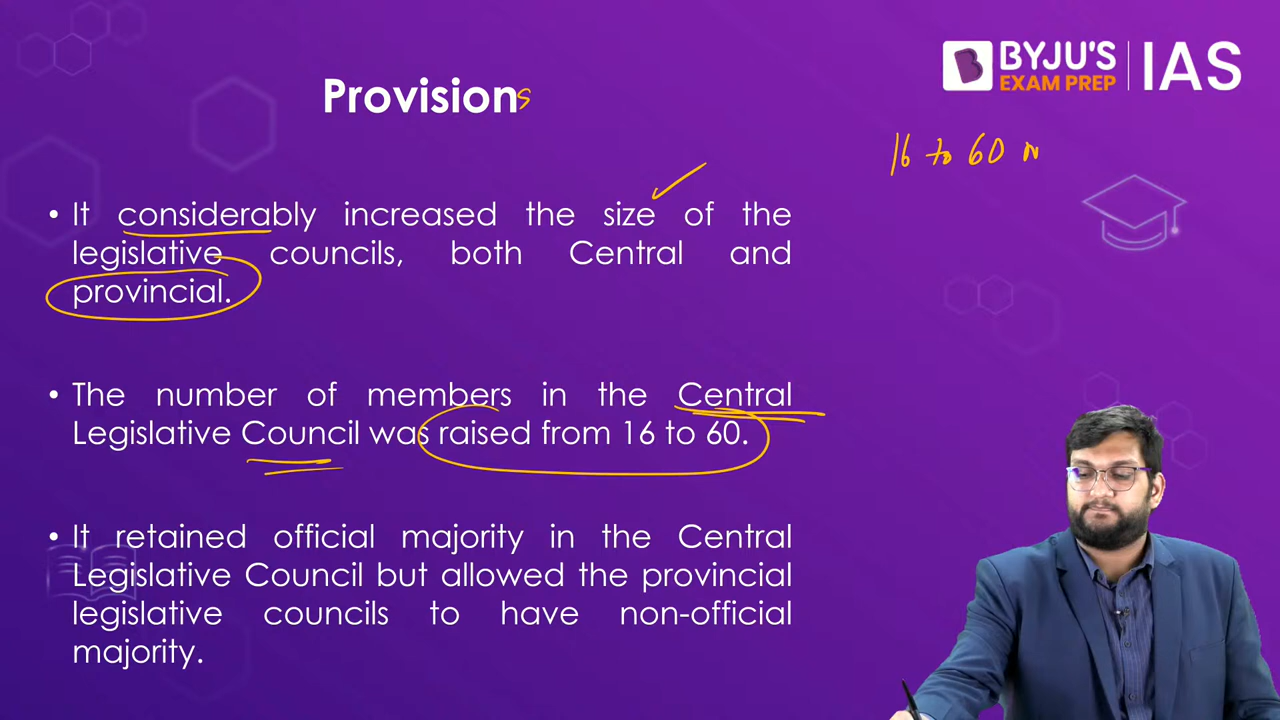 BYJU'S
EXAM PREP
IAS
Provisions
16 to 60
• It considerably increased the size of the
legislative councils, both Central and
provincial.
• The number of members in the Central
Legislative Council was raised from 16 to 60.
• It retained official majority in the Central
Legislative Council but allowed the provincial
legislative councils to have non-official
majority.